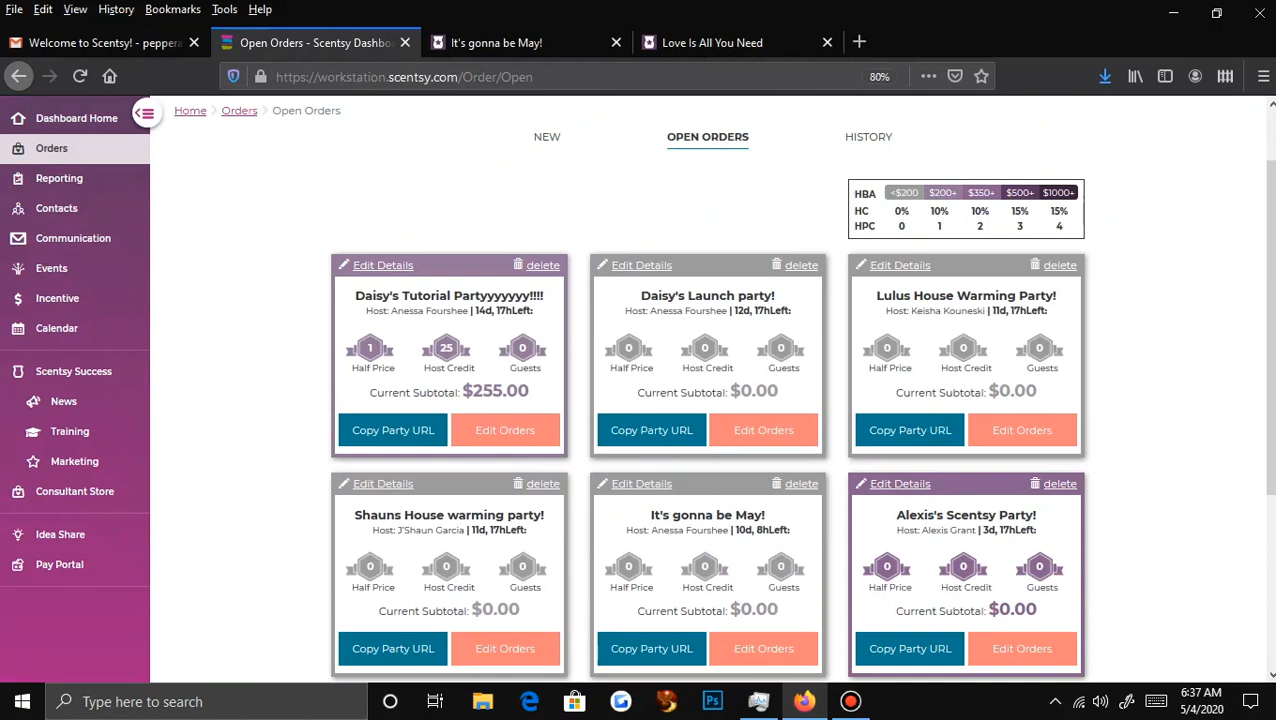 File Edit View History Bookmarks Tools Help
Welcome to Scentsy! - peppera
Open Orders - Scentsy Dashbo
It's gonna be May!
Love Is All You Need
https://workstation.scentsy.com/Order/Open
80%
Home Orders Open Orders
Dashboard Home
Orders
Reporting
Contacts
Communication
Events
Incentive
Calendar
Scentsy Success
News
Training
Marketing
Consultant Store
Idea Share
Pay Portal
NEW OPEN ORDERS HISTORY
HBA <$200 $200+ $350+ $500+ $1000+
HC 0% 10% 10% 15% 15%
HPC 0 1 2 3 4
Edit Details delete
Daisy's Tutorial Partyyyyyyy!!!!
Host: Anessa Fourshee | 14d, 17hLeft:
1 25 0
Half Price Host Credit Guests
Current Subtotal: $255.00
Copy Party URL Edit Orders
Edit Details delete
Daisy's Launch party!
Host: Anessa Fourshee | 12d, 17hLeft:
0 0 0
Half Price Host Credit Guests
Current Subtotal: $0.00
Copy Party URL Edit Orders
Edit Details delete
Lulus House Warming Party!
Host: Keisha Kouneski | 11d, 17hLeft:
0 0 0
Half Price Host Credit Guests
Current Subtotal: $0.00
Copy Party URL Edit Orders
Edit Details delete
Shauns House warming party!
Host: J'Shaun Garcia | 11d, 17hLeft:
0 0 0
Half Price Host Credit Guests
Current Subtotal: $0.00
Copy Party URL Edit Orders
Edit Details delete
It's gonna be May!
Host: Anessa Fourshee | 10d, 8hLeft:
0 0 0
Half Price Host Credit Guests
Current Subtotal: $0.00
Copy Party URL Edit Orders
Edit Details delete
Alexis's Scentsy Party!
Host: Alexis Grant | 3d, 17hLeft:
0 0 0
Half Price Host Credit Guests
Current Subtotal: $0.00
Copy Party URL Edit Orders
Type here to search
Ps
6:37 AM
5/4/2020